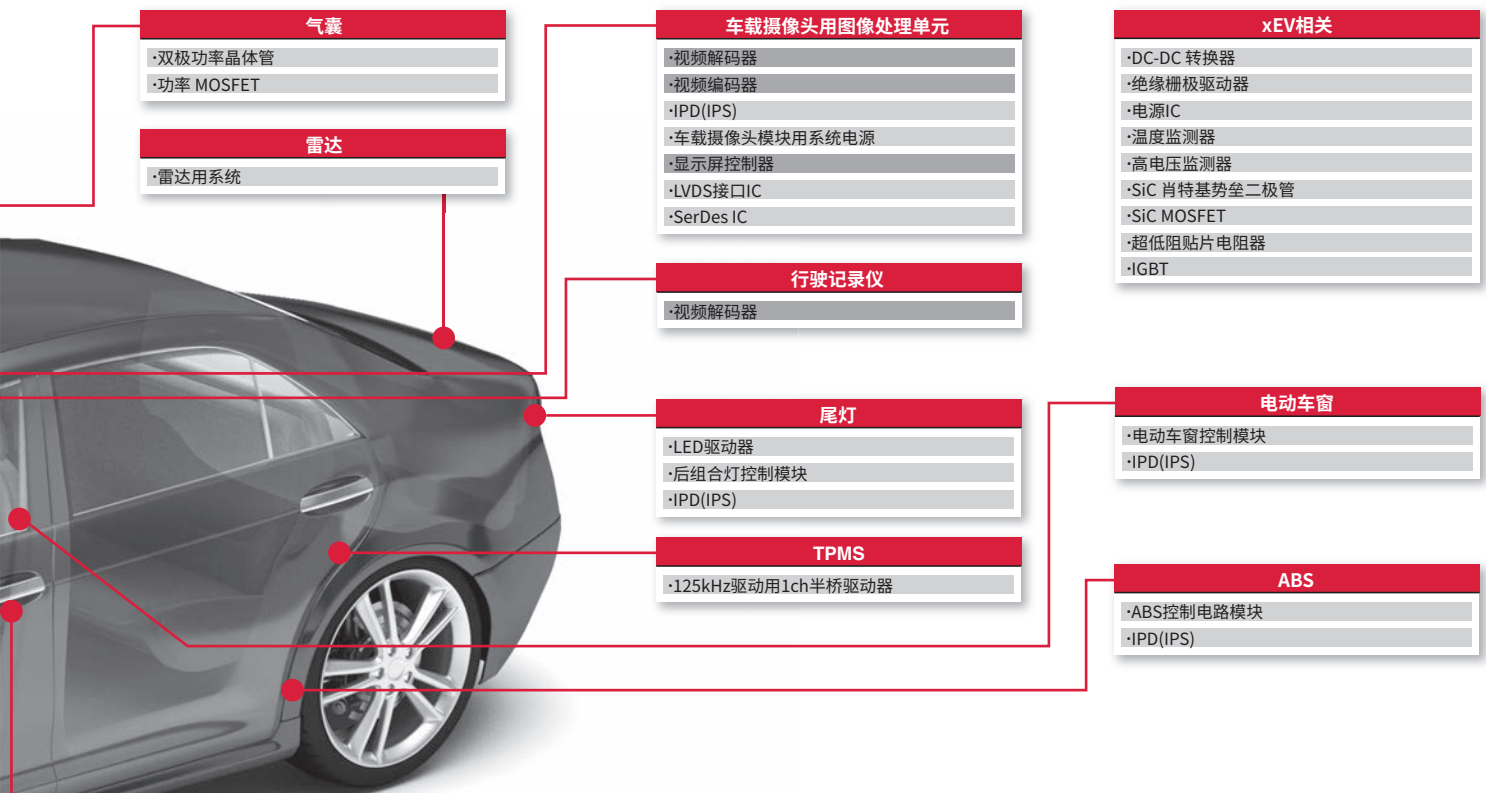 气囊
·双极功率晶体管
·功率 MOSFET
雷达
·雷达用系统
车载摄像头用图像处理单元
·视频解码器
·视频编码器
·IPD(IPS)
·车载摄像头模块用系统电源
·显示屏控制器
·LVDS接口IC
·SerDes IC
行驶记录仪
·视频解码器
尾灯
·LED驱动器
·后组合灯控制模块
·IPD(IPS)
TPMS
·125kHz驱动用1ch半桥驱动器
xEV相关
·DC-DC 转换器
·绝缘栅极驱动器
·电源IC
·温度监测器
·高电压监测器
·SiC 肖特基势垒二极管
·SiC MOSFET
·超低阻贴片电阻器
·IGBT
电动车窗
·电动车窗控制模块
·IPD(IPS)
ABS
·ABS控制电路模块
·IPD(IPS)